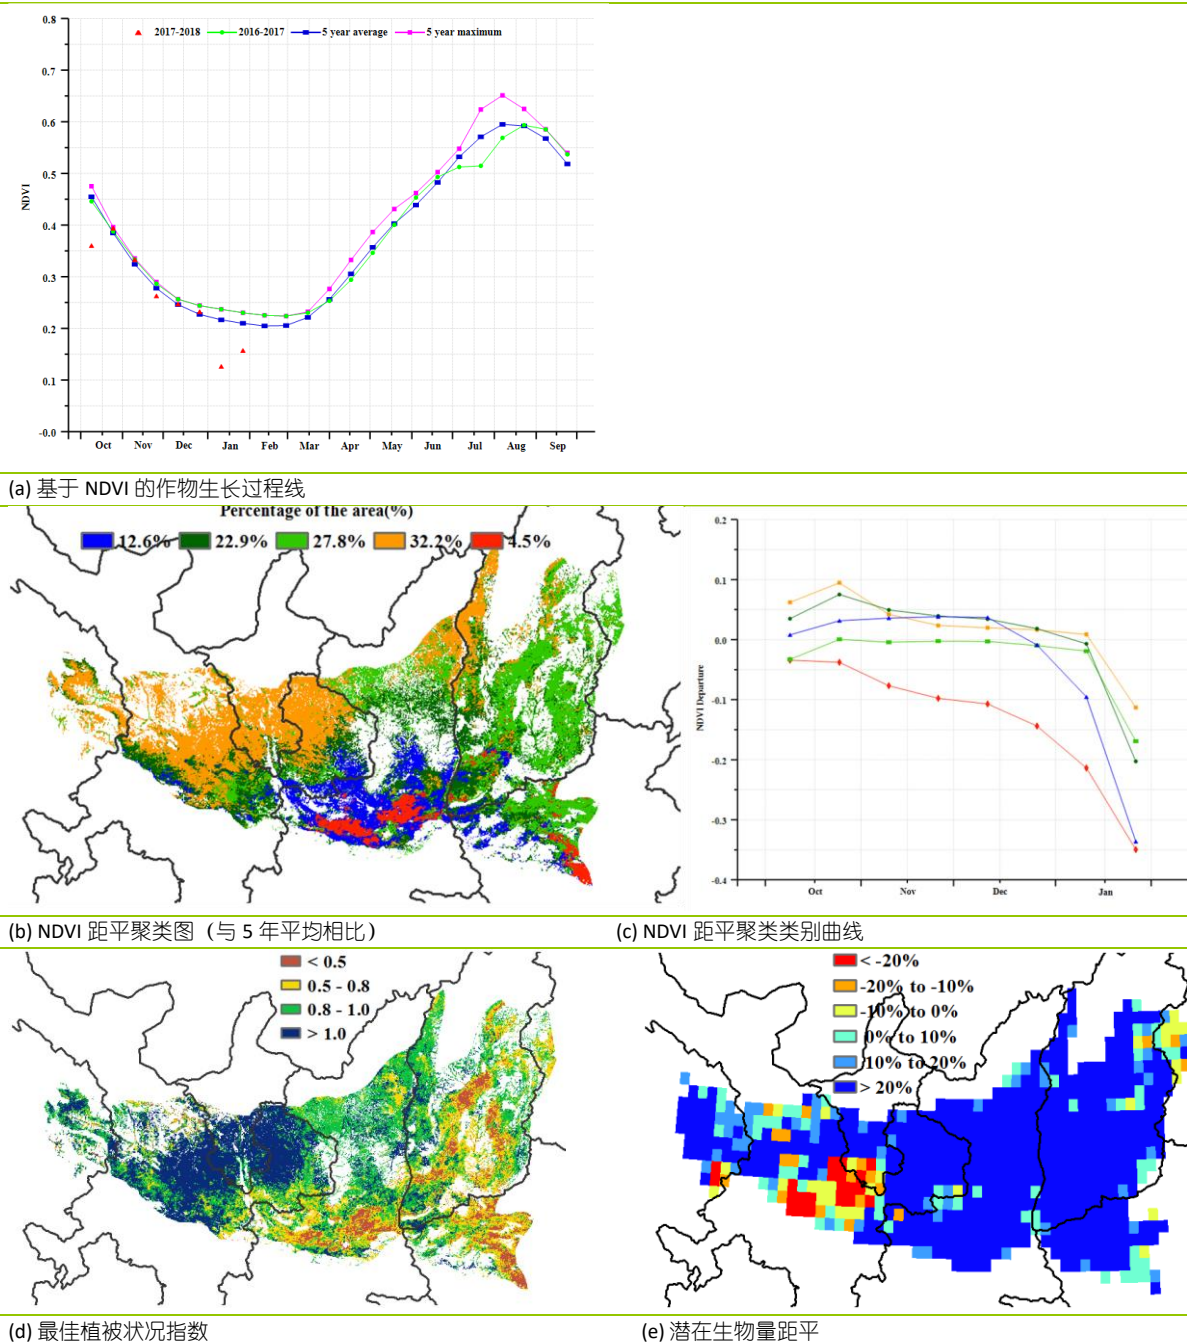 0.8
2017-2018 2016-2017 5 year average 5 year maximum
0.7
0.6
0.5
NDVI
0.4
0.3
0.2
0.1
-0.0
Oct Nov Dec Jan Feb Mar Apr May Jun Jul Aug Sep
(a) 基于 NDVI 的作物生长过程线
Percentage of the area(%)
12.6% 22.9% 27.8% 32.2% 4.5%
0.2
0.1
0.0
NDVI Departure
-0.1
-0.2
-0.3
-0.4
Oct Nov Dec Jan
(b) NDVI 距平聚类图（与 5 年平均相比） (c) NDVI 距平聚类类别曲线
< 0.5
0.5 - 0.8
0.8 - 1.0
> 1.0
< -20%
-20% to -10%
-10% to 0%
0% to 10%
10% to 20%
> 20%
(d) 最佳植被状况指数 (e) 潜在生物量距平